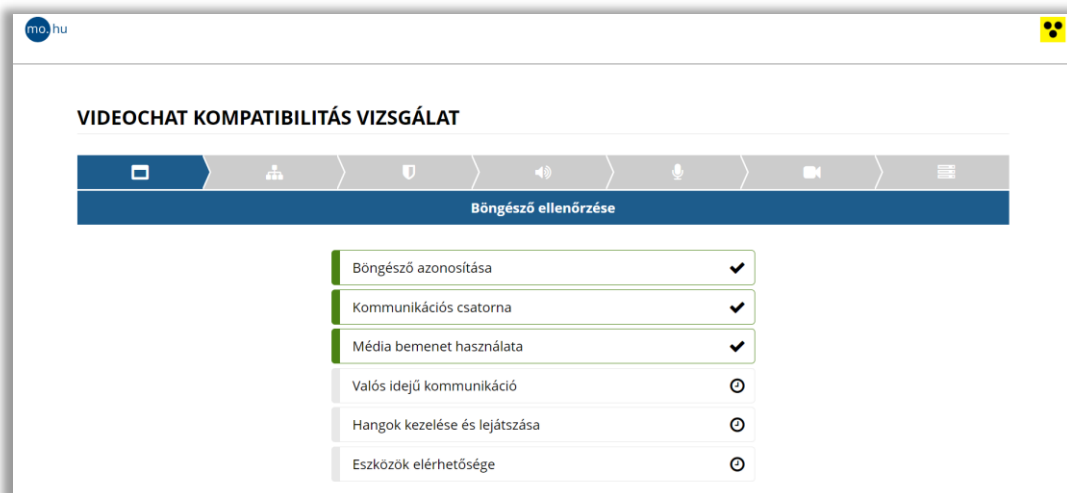 mo.hu
VIDEOCHAT KOMPATIBILITÁS VIZSGÁLAT
Böngésző ellenőrzése
Böngésző azonosítása
Kommunikációs csatorna
Média bemenet használata
Valós idejű kommunikáció
Hangok kezelése és lejátszása
Eszközök elérhetősége